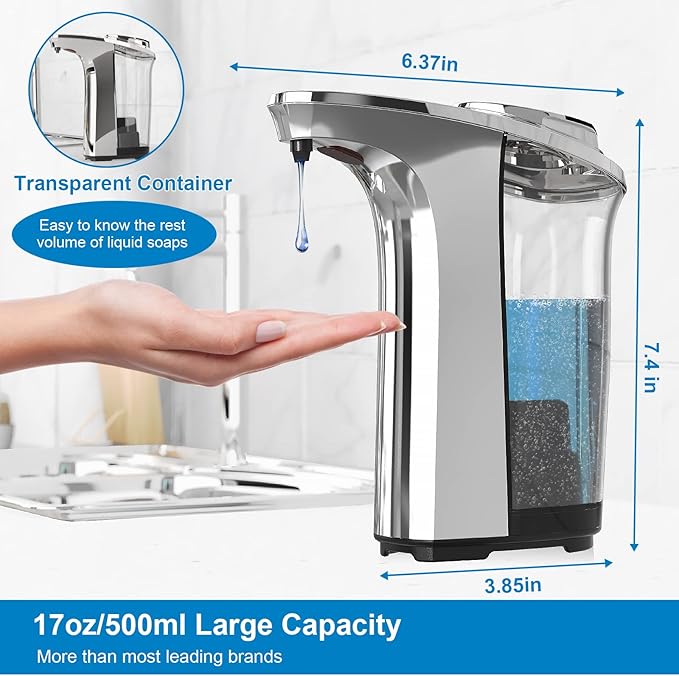 6.37in
Transparent Container
Easy to know the rest
volume of liquid soaps
7.4 in
3.85in
17oz/500ml Large Capacity
More than most leading brands